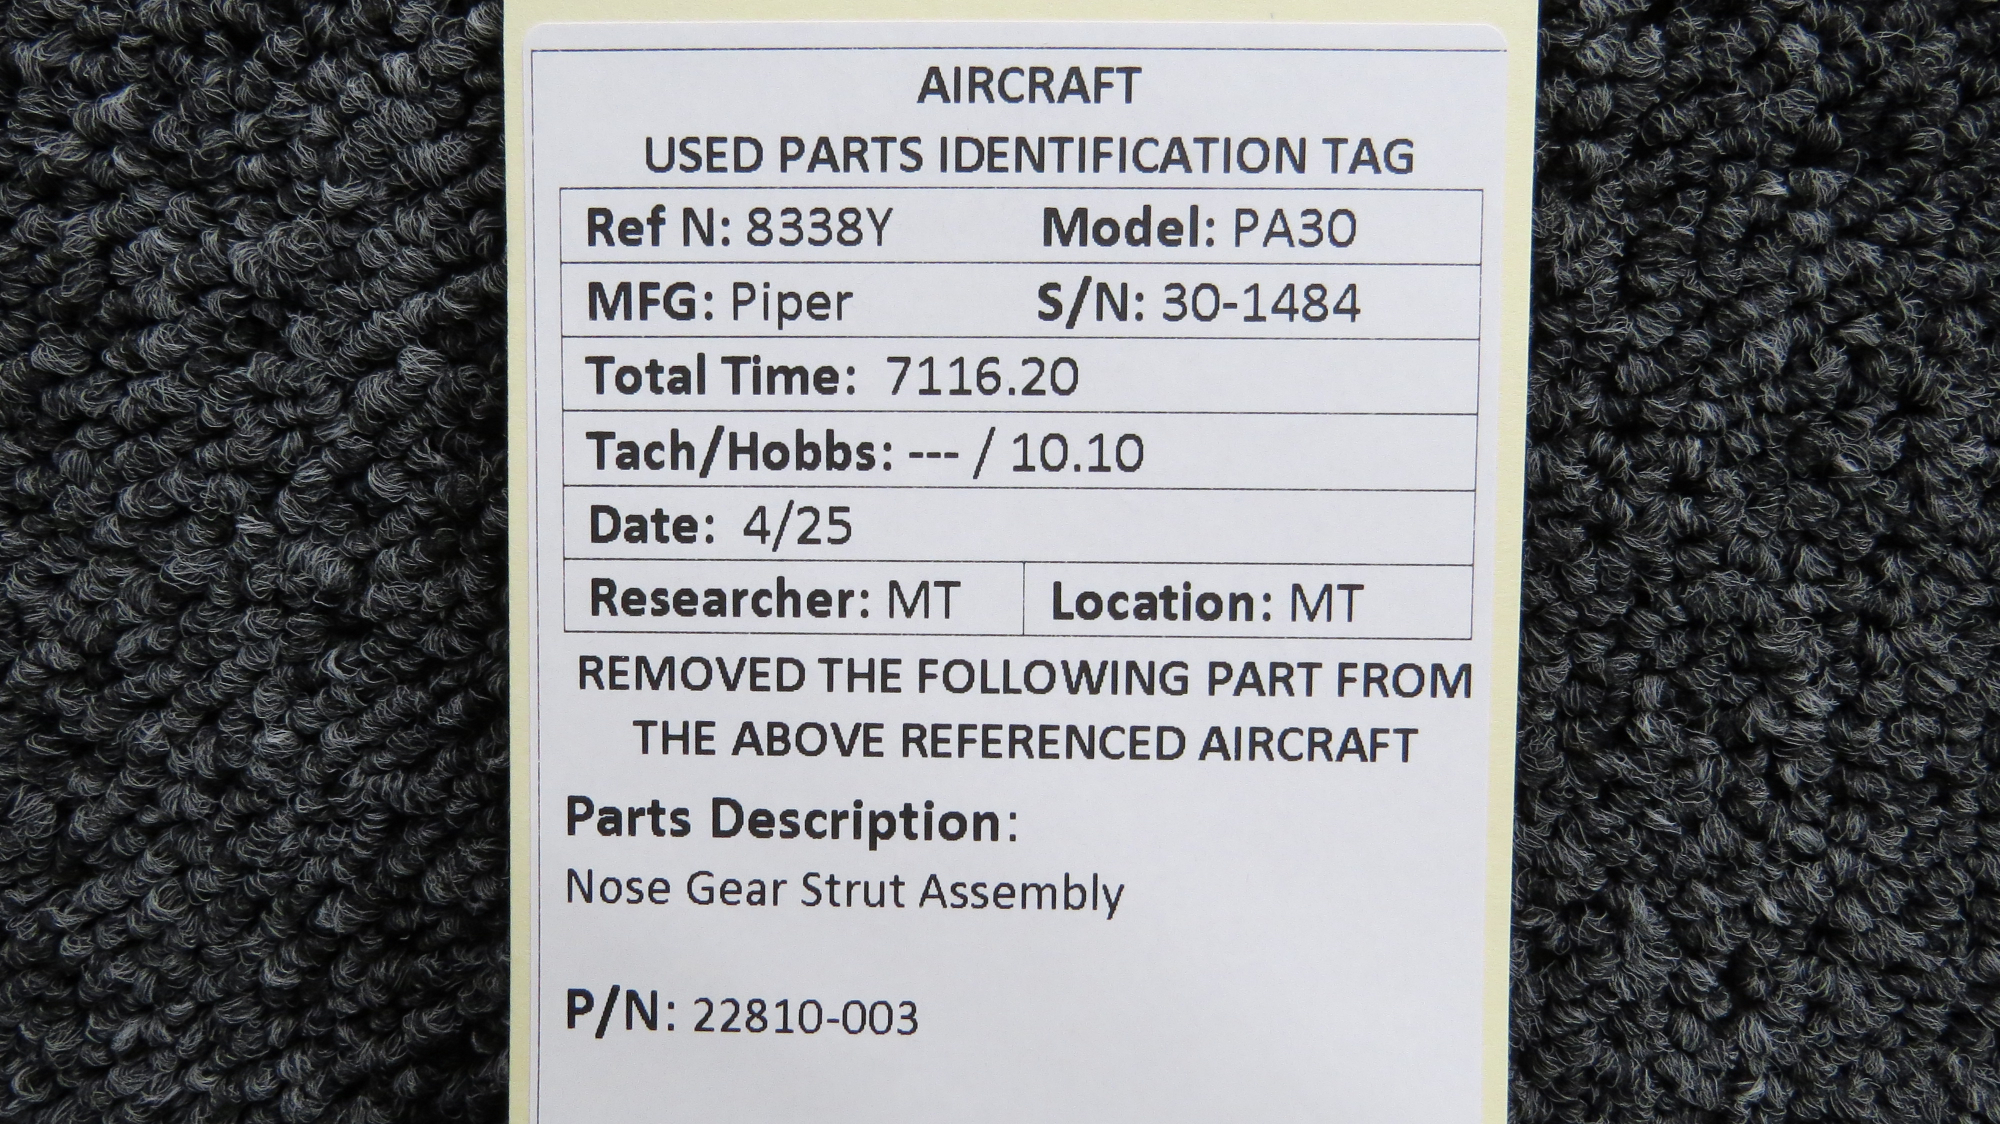 AIRCRAFT
USED PARTS IDENTIFICATION TAG
Ref N: 8338Y Model: PA30
MFG: Piper S/N: 30-1484
Total Time: 7116.20
Tach/Hobbs: --- / 10.10
Date: 4/25
Researcher: MT Location: MT
REMOVED THE FOLLOWING PART FROM
THE ABOVE REFERENCED AIRCRAFT
Parts Description:
Nose Gear Strut Assembly
P/N: 22810-003